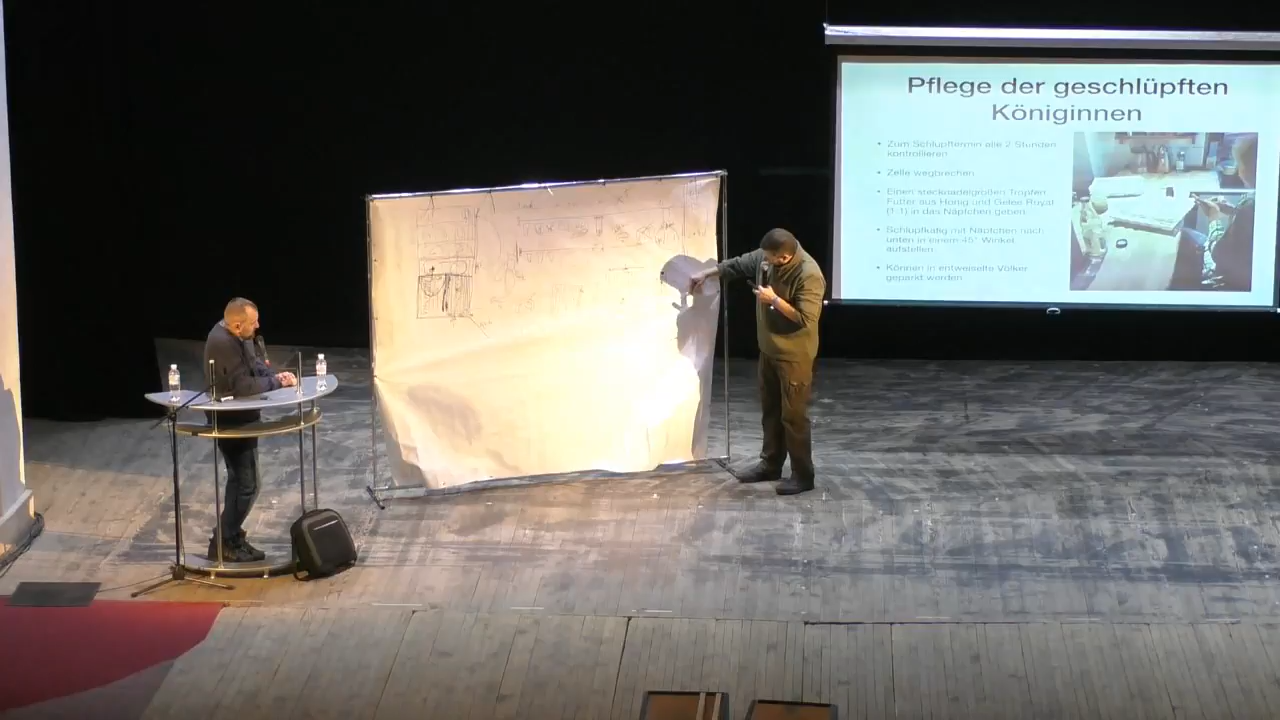 Pflege der geschlüpften
Königinnen
• Zum Schlupftermin alle 2 Stunden
kontrollieren
• Zelle wegbrechen
• Einen stecknadelgroßen Tropfen
Futter aus Honig und Gelee Royal
(1:1) in das Näpfchen geben.
• Schlupfkäfig mit Näpfchen nach
unten in einem 45° Winkel
aufstellen
• Können in entweiselte Völker
geparkt werden